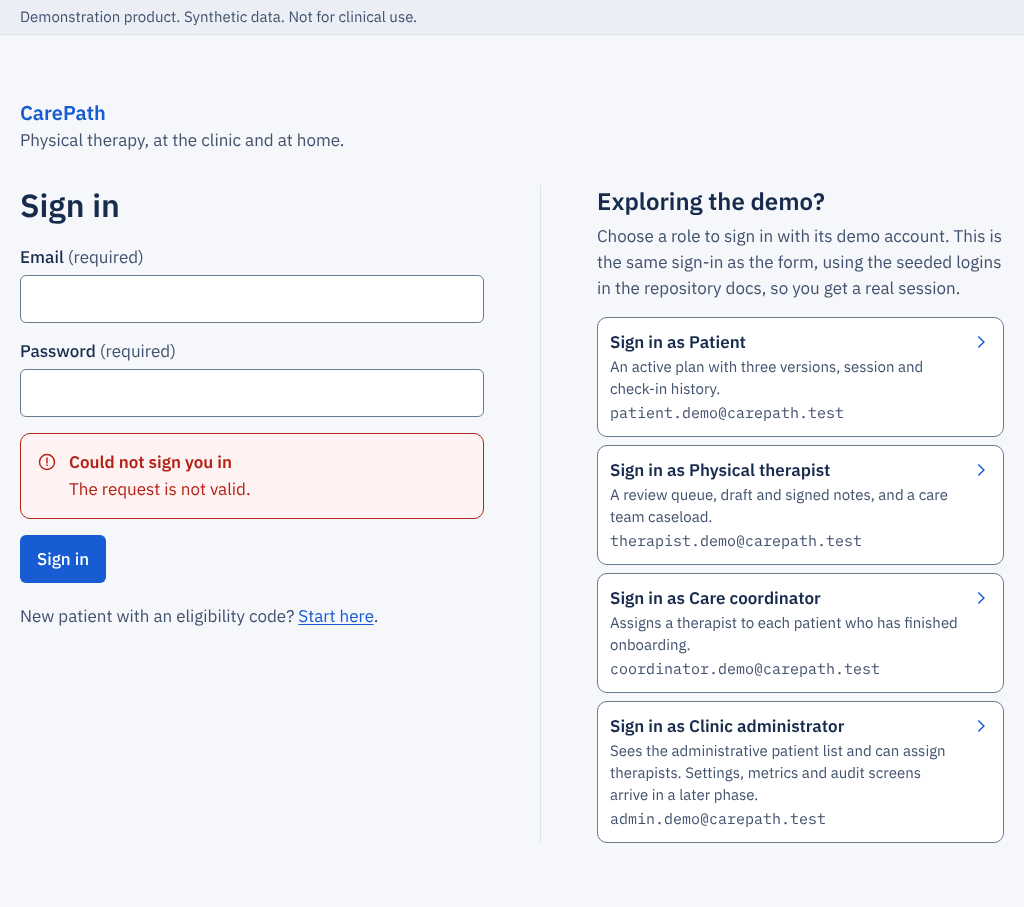 Demonstration product. Synthetic data. Not for clinical use.
CarePath
Physical therapy, at the clinic and at home.
Sign in
Email (required)
Password (required)
Could not sign you in
The request is not valid.
Sign in
New patient with an eligibility code? Start here.
Exploring the demo?
Choose a role to sign in with its demo account. This is
the same sign-in as the form, using the seeded logins
in the repository docs, so you get a real session.
Sign in as Patient
An active plan with three versions, session and
check-in history.
patient.demo@carepath.test
Sign in as Physical therapist
A review queue, draft and signed notes, and a care
team caseload.
therapist.demo@carepath.test
Sign in as Care coordinator
Assigns a therapist to each patient who has finished
onboarding.
coordinator.demo@carepath.test
Sign in as Clinic administrator
Sees the administrative patient list and can assign
therapists. Settings, metrics and audit screens
arrive in a later phase.
admin.demo@carepath.test